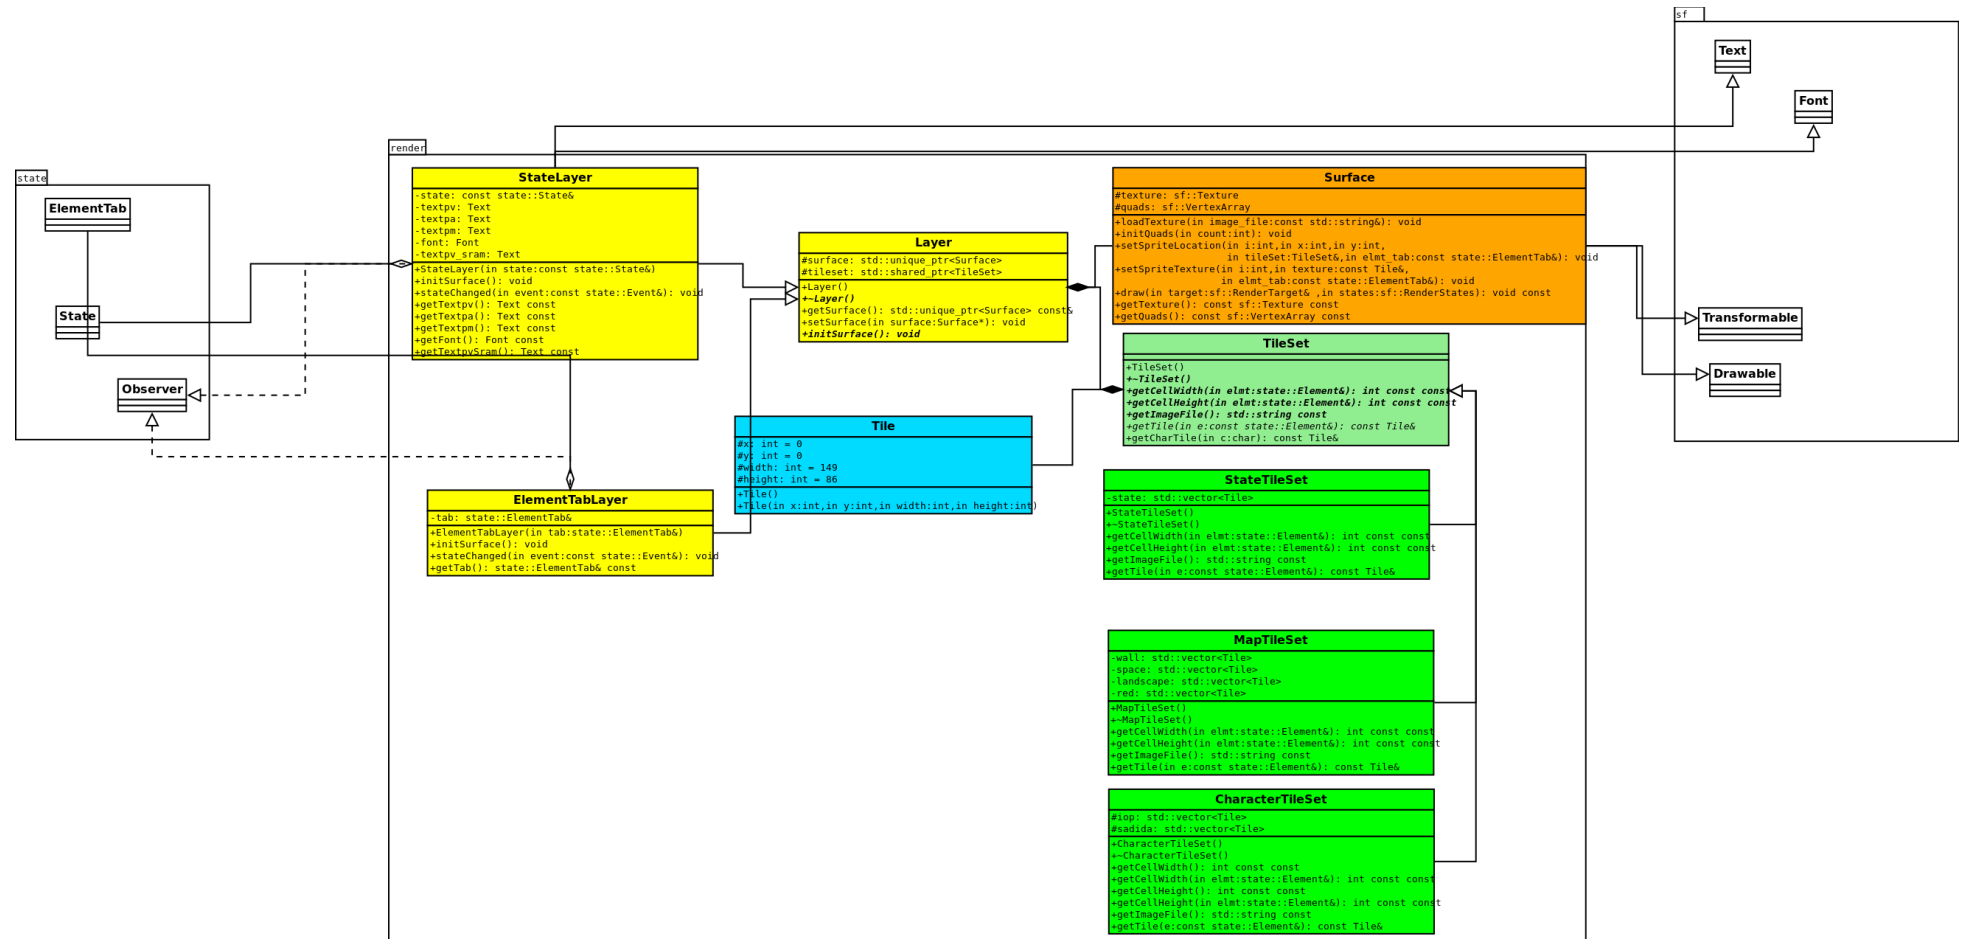 sf
Text
Font
render
state
ElementTab
State
Observer
StateLayer
-state: const state::State&
-textpv: Text
-textpa: Text
-textpm: Text
-font: Font
-textpv_sram: Text
+StateLayer(in state:const state::State&)
+initSurface(): void
+stateChanged(in event:const state::Event&): void
+getTextpv(): Text const
+getTextpa(): Text const
+getTextpm(): Text const
+getFont(): Font const
+getTextpvSram(): Text const
Layer
#surface: std::unique_ptr<Surface>
#tileset: std::shared_ptr<TileSet>
+Layer()
+~Layer()
+getSurface(): std::unique_ptr<Surface> const&
+setSurface(in surface:Surface*): void
+initSurface(): void
Surface
#texture: sf::Texture
#quads: sf::VertexArray
+loadTexture(in image_file:const std::string&): void
+initQuads(in count:int): void
+setSpriteLocation(in i:int,in x:int,in y:int,
in tileSet:TileSet&,in elmt_tab:const state::ElementTab&): void
+setSpriteTexture(in i:int,in texture:const Tile&,
in elmt_tab:const state::ElementTab&): void
+draw(in target:sf::RenderTarget& ,in states:sf::RenderStates): void const
+getTexture(): const sf::Texture const
+getQuads(): const sf::VertexArray const
Transformable
Drawable
TileSet
+TileSet()
+~TileSet()
+getCellWidth(in elmt:state::Element&): int const const
+getCellHeight(in elmt:state::Element&): int const const
+getImageFile(): std::string const
+getTile(in e:const state::Element&): const Tile&
+getCharTile(in c:char): const Tile&
Tile
#x: int = 0
#y: int = 0
#width: int = 149
#height: int = 86
+Tile()
+Tile(in x:int,in y:int,in width:int,in height:int)
ElementTabLayer
-tab: state::ElementTab&
+ElementTabLayer(in tab:state::ElementTab&)
+initSurface(): void
+stateChanged(in event:const state::Event&): void
+getTab(): state::ElementTab& const
StateTileSet
-state: std::vector<Tile>
+StateTileSet()
+~StateTileSet()
+getCellWidth(in elmt:state::Element&): int const const
+getCellHeight(in elmt:state::Element&): int const const
+getImageFile(): std::string const
+getTile(in e:const state::Element&): const Tile&
MapTileSet
-wall: std::vector<Tile>
-space: std::vector<Tile>
-landscape: std::vector<Tile>
-red: std::vector<Tile>
+MapTileSet()
+~MapTileSet()
+getCellWidth(in elmt:state::Element&): int const const
+getCellHeight(in elmt:state::Element&): int const const
+getImageFile(): std::string const
+getTile(in e:const state::Element&): const Tile&
CharacterTileSet
#iop: std::vector<Tile>
#sadida: std::vector<Tile>
+CharacterTileSet()
+~CharacterTileSet()
+getCellWidth(): int const const
+getCellWidth(in elmt:state::Element&): int const const
+getCellHeight(): int const const
+getCellHeight(in elmt:state::Element&): int const const
+getImageFile(): std::string const
+getTile(e:const state::Element&): const Tile&